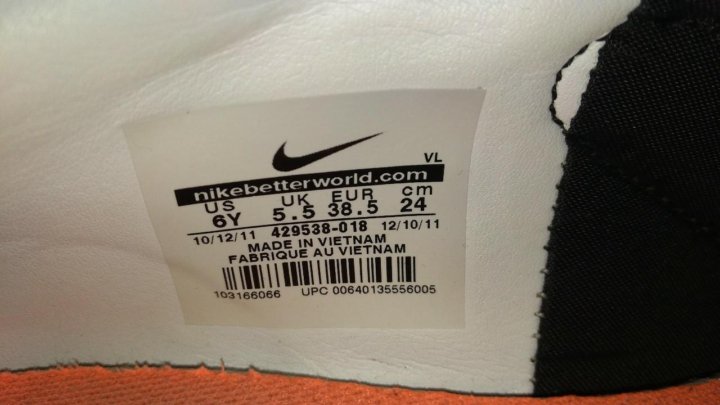 VL
nikebetterworld.com
US UK EUR cm
6Y 5.5 38.5 24
10/12/11 429538-018 12/10/11
MADE IN VIETNAM
FABRIQUE AU VIETNAM
103166066 UPC 00640135556005